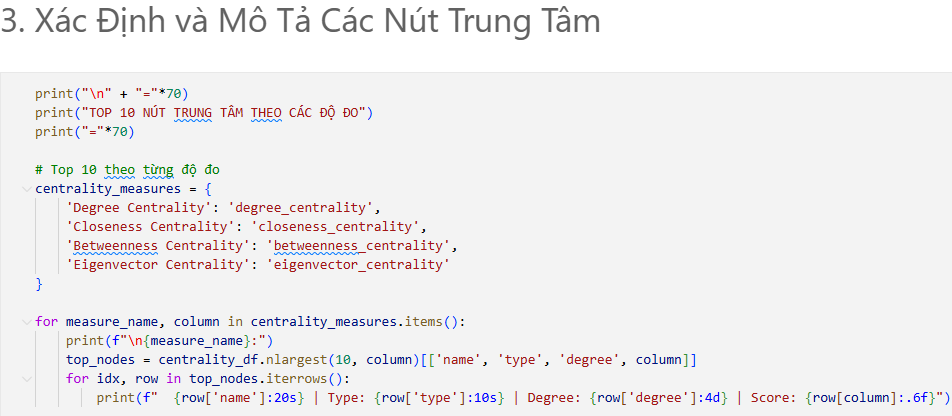 3. Xác Định và Mô Tả Các Nút Trung Tâm
print("\n" + "="*70)
print("TOP 10 NÚT TRUNG TÂM THEO CÁC ĐỘ ĐO")
print("="*70)
# Top 10 theo từng độ đo
centrality_measures = {
    'Degree Centrality': 'degree_centrality',
    'Closeness Centrality': 'closeness_centrality',
    'Betweenness Centrality': 'betweenness_centrality',
    'Eigenvector Centrality': 'eigenvector_centrality'
}
for measure_name, column in centrality_measures.items():
    print(f"\n{measure_name}:")
    top_nodes = centrality_df.nlargest(10, column)[['name', 'type', 'degree', column]]
    for idx, row in top_nodes.iterrows():
        print(f"  {row['name']:20s} | Type: {row['type']:10s} | Degree: {row['degree']:4d} | Score: {row[column]:.6f}")